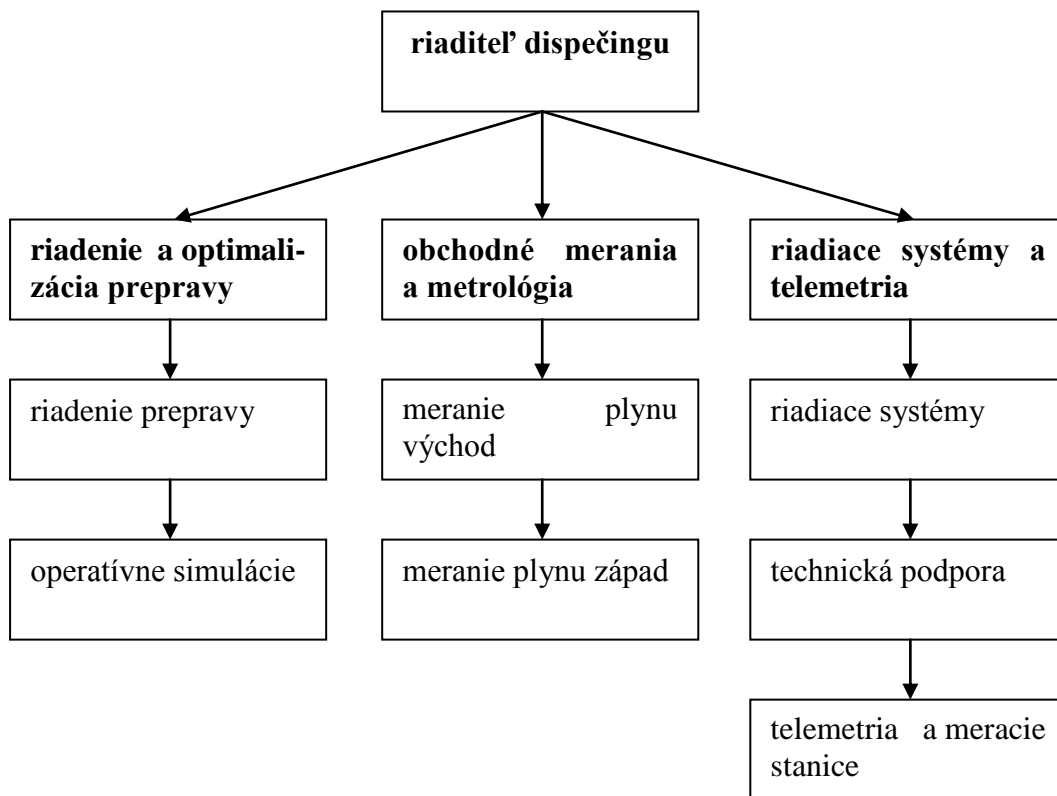 riaditeľ dispečingu
riadenie a optimali-
zácia prepravy
obchodné merania
a metrológia
riadiace systémy a
telemetria
riadenie prepravy
meranie plynu
východ
riadiace systémy
operatívne simulácie
meranie plynu západ
technická podpora
telemetria a meracie
stanice